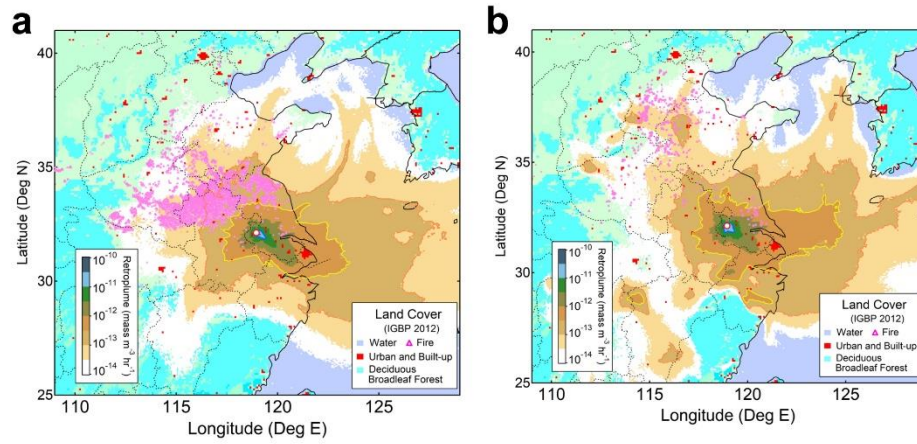 a
40
35
30
25
110
115
120
125
Latitude (Deg N)
Longitude (Deg E)
10-10
10-11
10-12
10-13
10-14
Retroplume (mass m-3 hr-1)
Land Cover
(IGBP 2012)
Water Fire
Urban and Built-up
Deciduous
Broadleaf Forest
b
40
35
30
25
110
115
120
125
Latitude (Deg N)
Longitude (Deg E)
10-10
10-11
10-12
10-13
10-14
Retroplume (mass m-3 hr-1)
Land Cover
(IGBP 2012)
Water Fire
Urban and Built-up
Deciduous
Broadleaf Forest